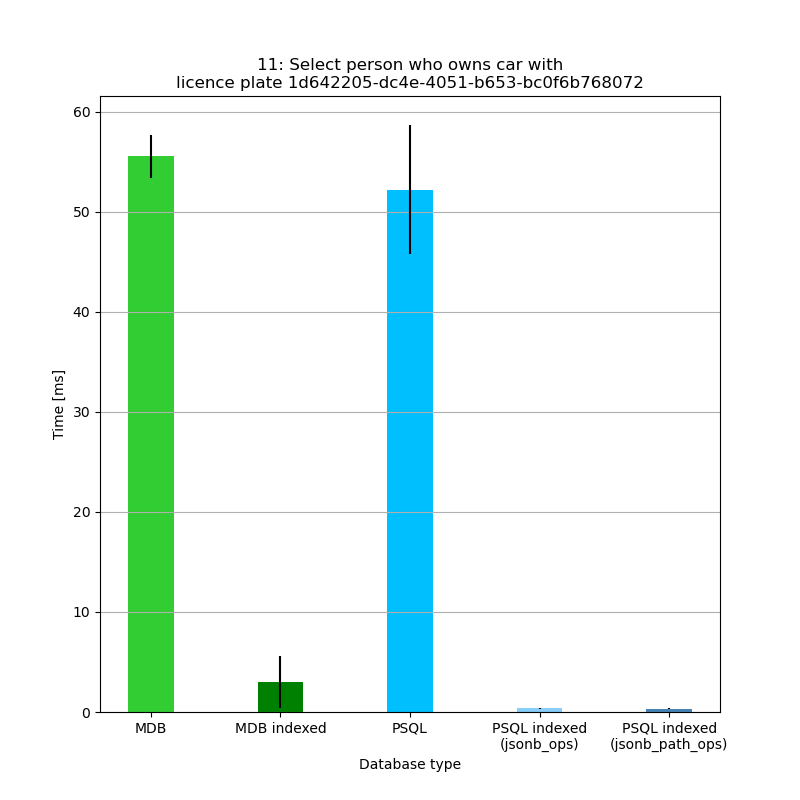 11: Select person who owns car with
licence plate 1d642205-dc4e-4051-b653-bc0f6b768072
60
50
40
30
20
10
0
Time [ms]
MDB
MDB indexed
PSQL
PSQL indexed
(jsonb_ops)
PSQL indexed
(jsonb_path_ops)
Database type